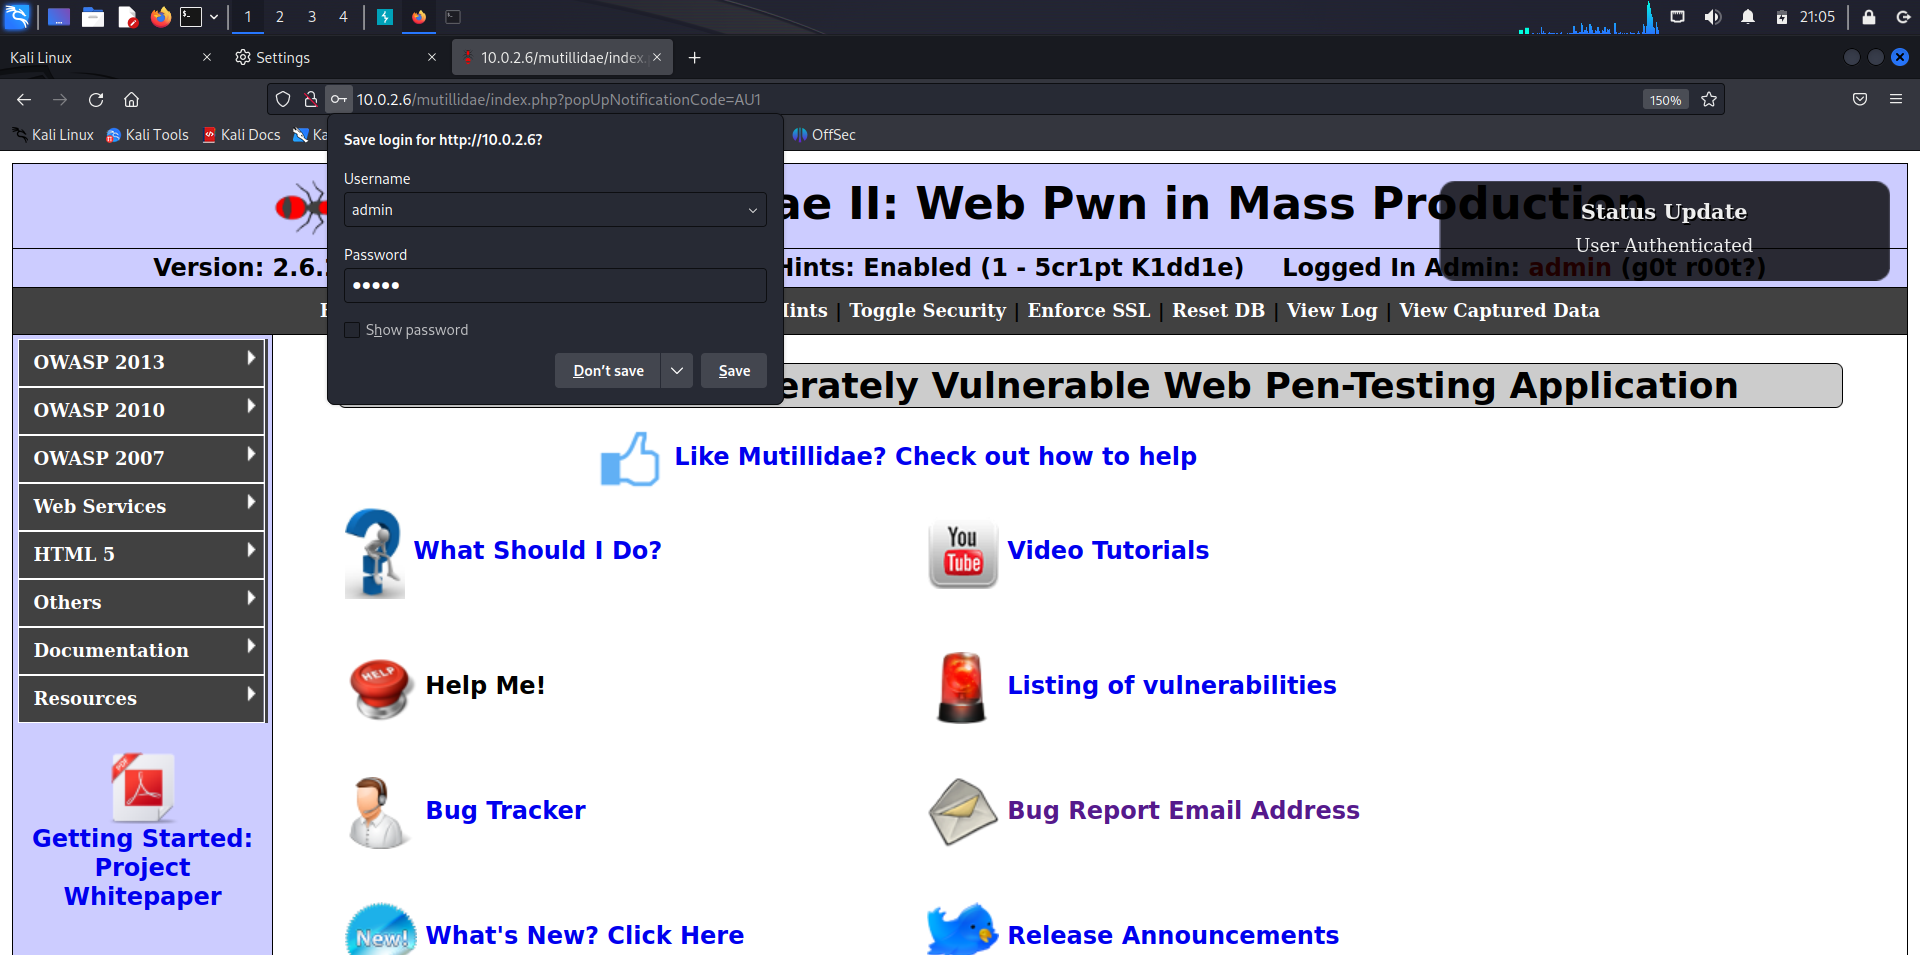 1 2 3 4 21:05
Kali Linux Settings 10.0.2.6/mutillidae/index.
10.0.2.6/mutillidae/index.php?popUpNotificationCode=AU1 150%
Kali Linux Kali Tools Kali Docs Ka OffSec
Save login for http://10.0.2.6?
Username
admin
Password
•••••
Show password
Don't save Save
ae II: Web Pwn in Mass Production
Status Update
User Authenticated
Version: 2.6. Hints: Enabled (1 - 5cr1pt K1dd1e) Logged In Admin: admin (g0t r00t?)
Hints | Toggle Security | Enforce SSL | Reset DB | View Log | View Captured Data
OWASP 2013
OWASP 2010
OWASP 2007
Web Services
HTML 5
Others
Documentation
Resources
PDF
Getting Started:
Project
Whitepaper
erately Vulnerable Web Pen-Testing Application
Like Mutillidae? Check out how to help
What Should I Do?
You
Tube
Video Tutorials
HELP
Help Me!
Listing of vulnerabilities
Bug Tracker
Bug Report Email Address
New!
What's New? Click Here
Release Announcements